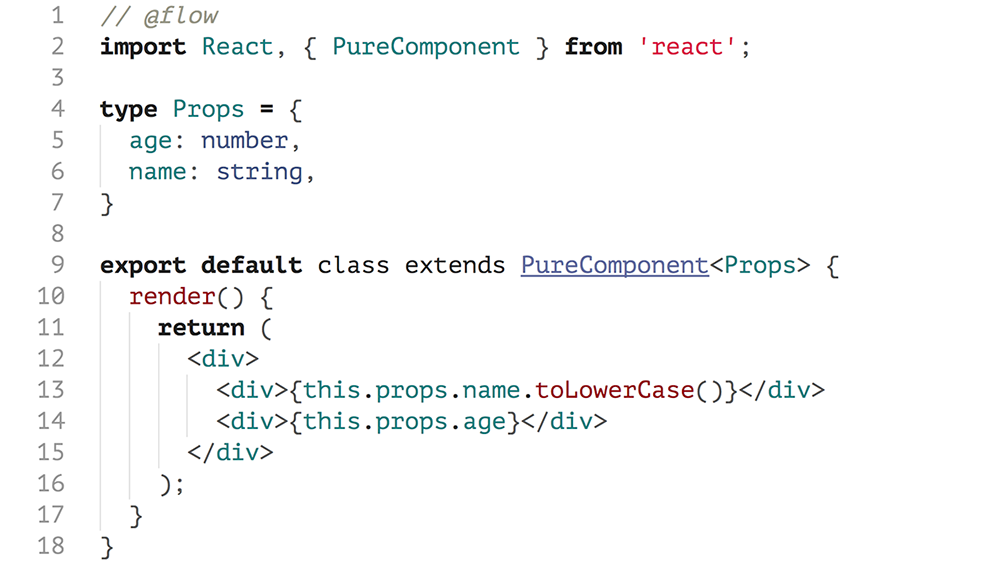 1 // @flow
2 import React, { PureComponent } from 'react';
3
4 type Props = {
5   age: number,
6   name: string,
7 }
8
9 export default class extends PureComponent<Props> {
10   render() {
11     return (
12       <div>
13         <div>{this.props.name.toLowerCase()}</div>
14         <div>{this.props.age}</div>
15       </div>
16     );
17   }
18 }